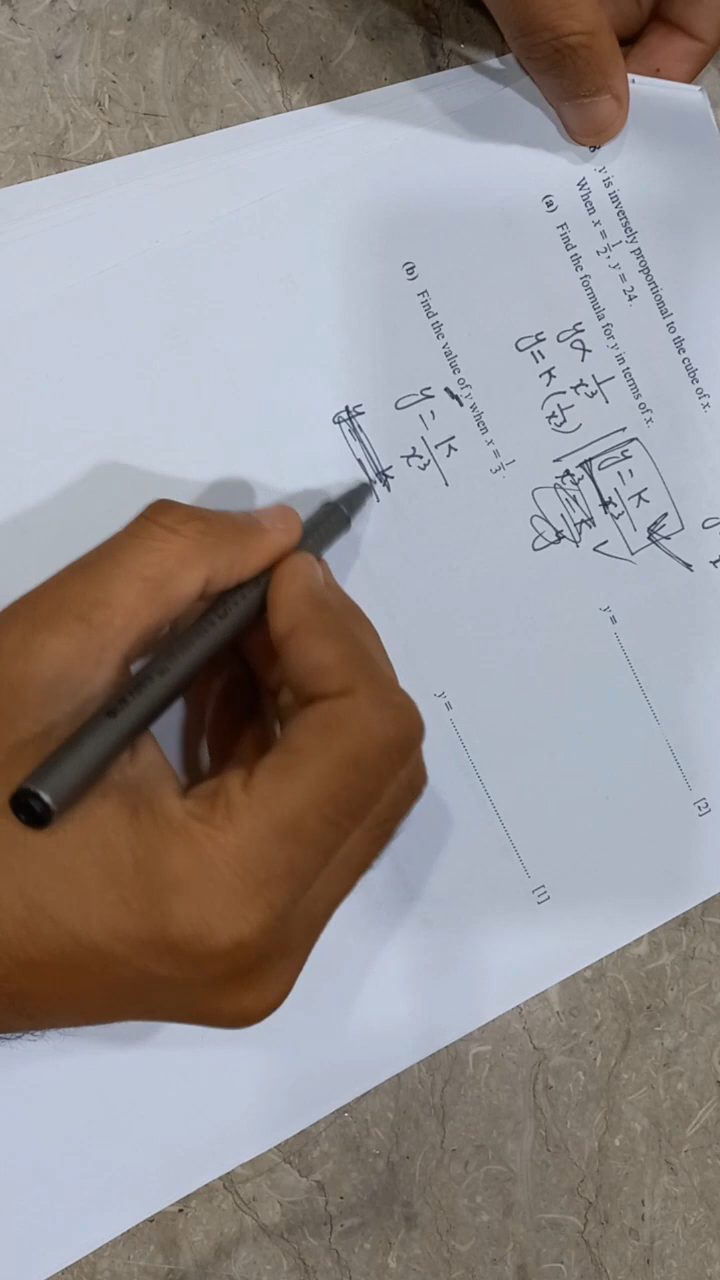 8 y is inversely proportional to the cube of x.
When x = 1/2, y = 24.
(a) Find the formula for y in terms of x.
y ∝ 1/x³
y = k (1/x³)
y = k/x³
y = .................... [2]
(b) Find the value of y when x = 1/3.
y = k/x³
y = .................... [1]